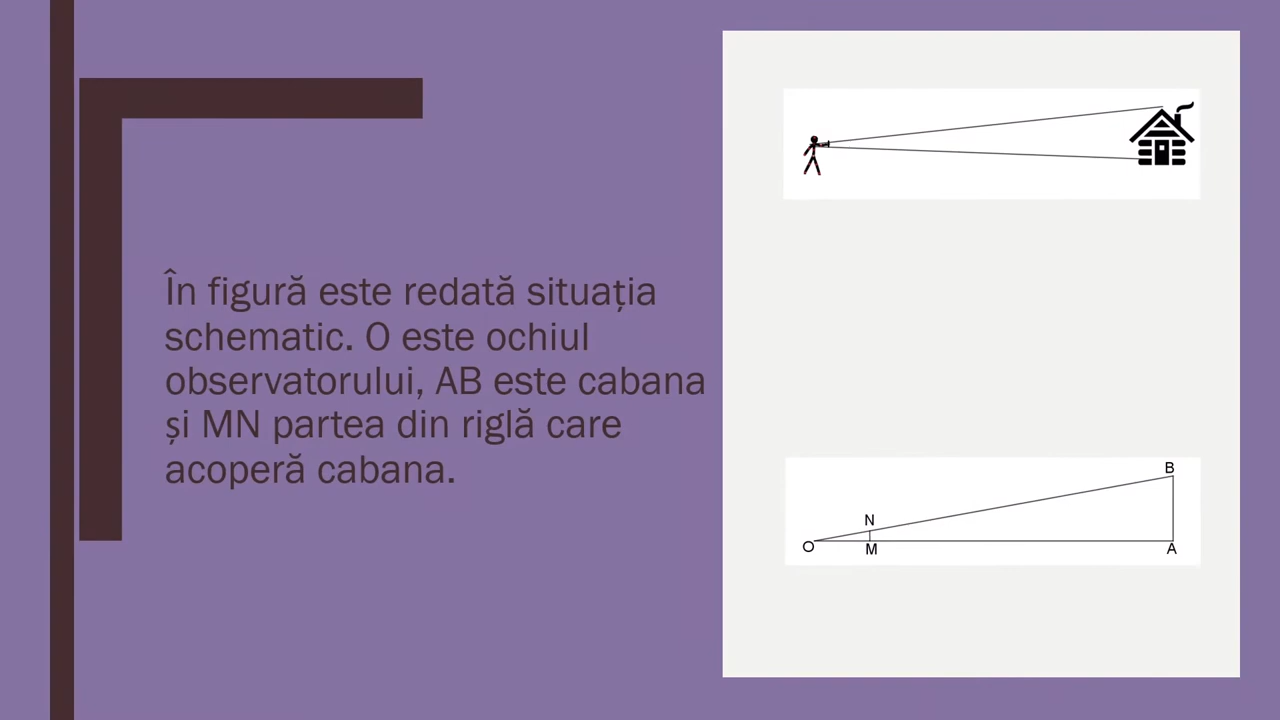 În figură este redată situația
schematic. O este ochiul
observatorului, AB este cabana
și MN partea din riglă care
acoperă cabana.
B
N
O
M
A